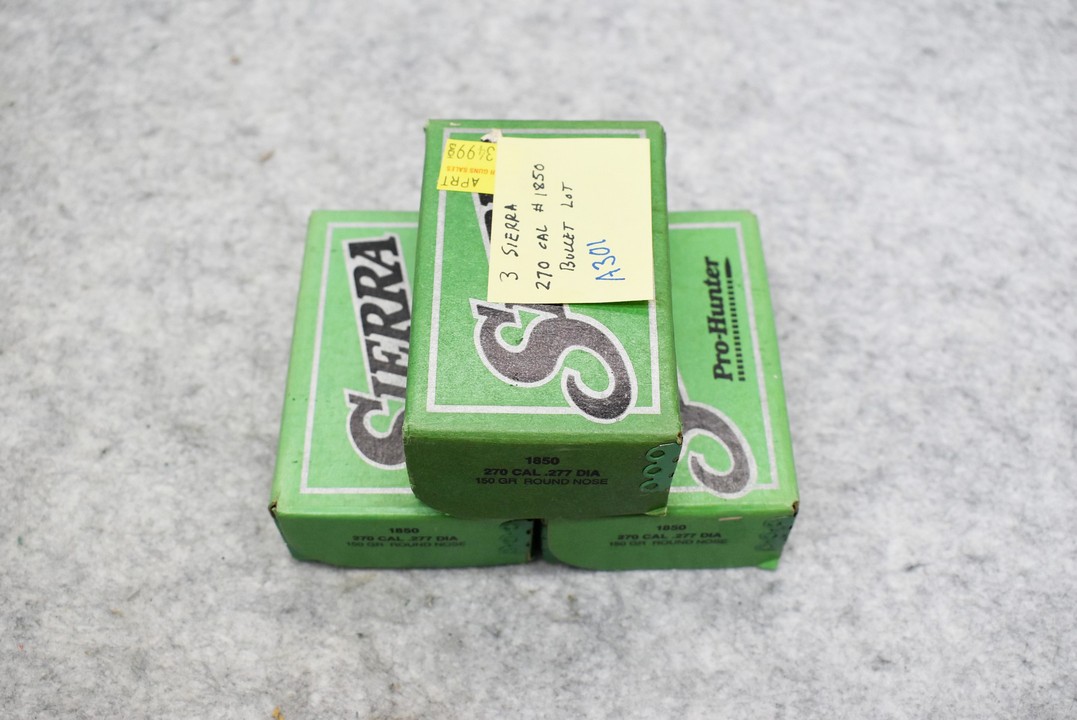 34998
GUNS SALES
APRT
3 SIERRA
270 CAL #1850
BULLET LOT
A301
1850
270 CAL .277 DIA
150 GR ROUND NOSE
SIERRA
1850
270 CAL .277 DIA
150 GR ROUND NOSE
Pro-Hunter
1850
270 CAL .277 DIA
150 GR ROUND NOSE